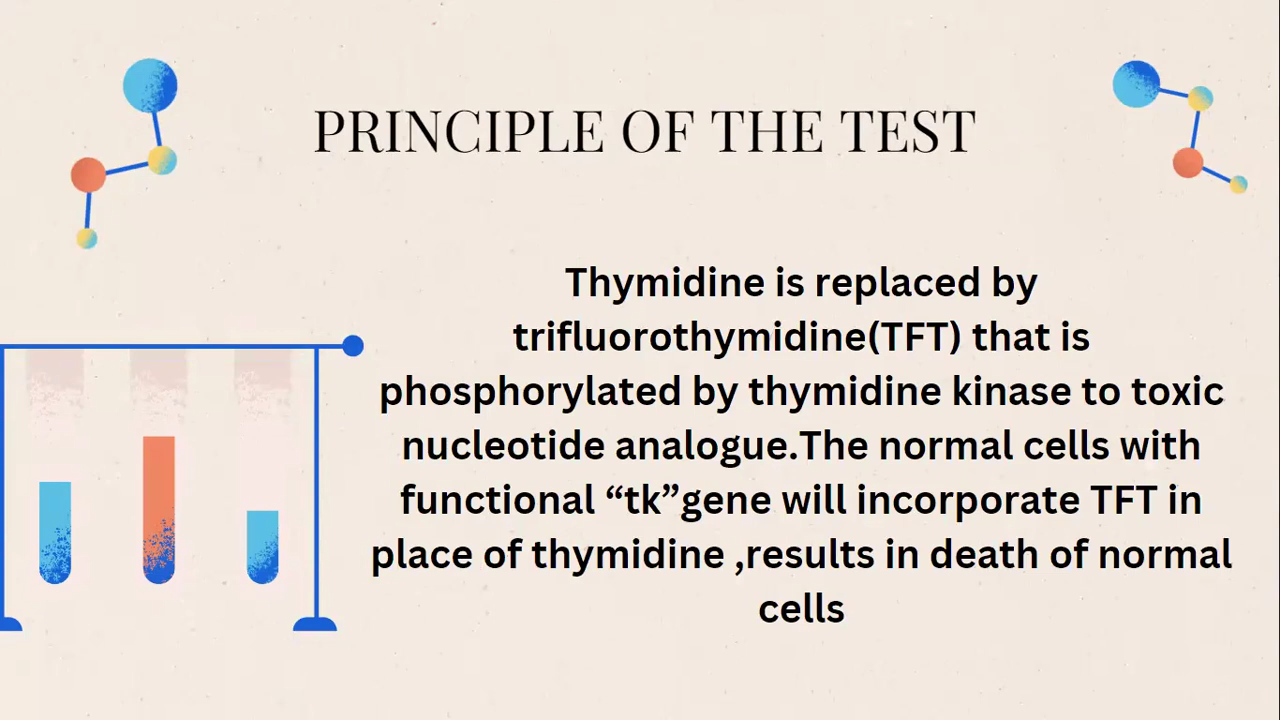 PRINCIPLE OF THE TEST
Thymidine is replaced by
trifluorothymidine(TFT) that is
phosphorylated by thymidine kinase to toxic
nucleotide analogue.The normal cells with
functional “tk”gene will incorporate TFT in
place of thymidine ,results in death of normal
cells